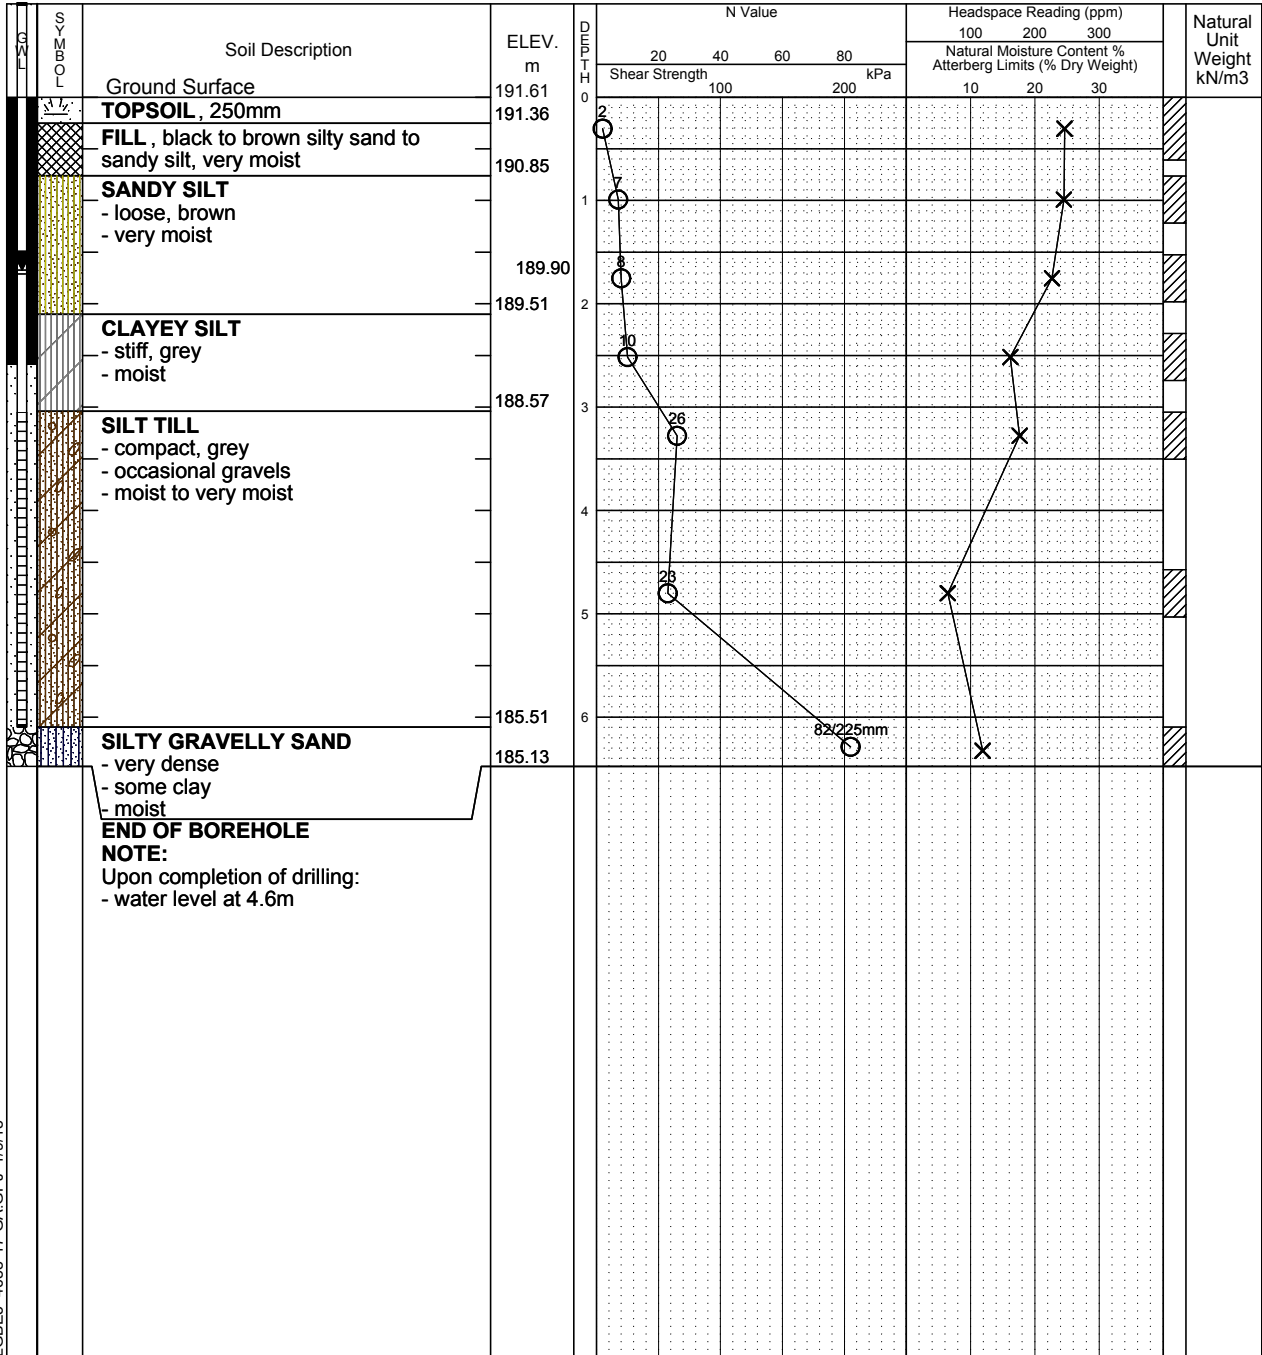 GWL
SYMBOL
Soil Description
Ground Surface
ELEV.
m
191.61
DEPTH
0
N Value
20 40 60 80
Shear Strength kPa
100 200
Headspace Reading (ppm)
100 200 300
Natural Moisture Content %
Atterberg Limits (% Dry Weight)
10 20 30
Natural
Unit
Weight
kN/m3
TOPSOIL, 250mm
191.36
2
FILL, black to brown silty sand to
sandy silt, very moist
190.85
SANDY SILT
7
- loose, brown
1
- very moist
8
189.90
189.51
2
CLAYEY SILT
10
- stiff, grey
- moist
188.57
3
SILT TILL
26
- compact, grey
- occasional gravels
- moist to very moist
4
23
5
185.51
6
82/225mm
SILTY GRAVELLY SAND
185.13
- very dense
- some clay
- moist
END OF BOREHOLE
NOTE:
Upon completion of drilling:
- water level at 4.6m